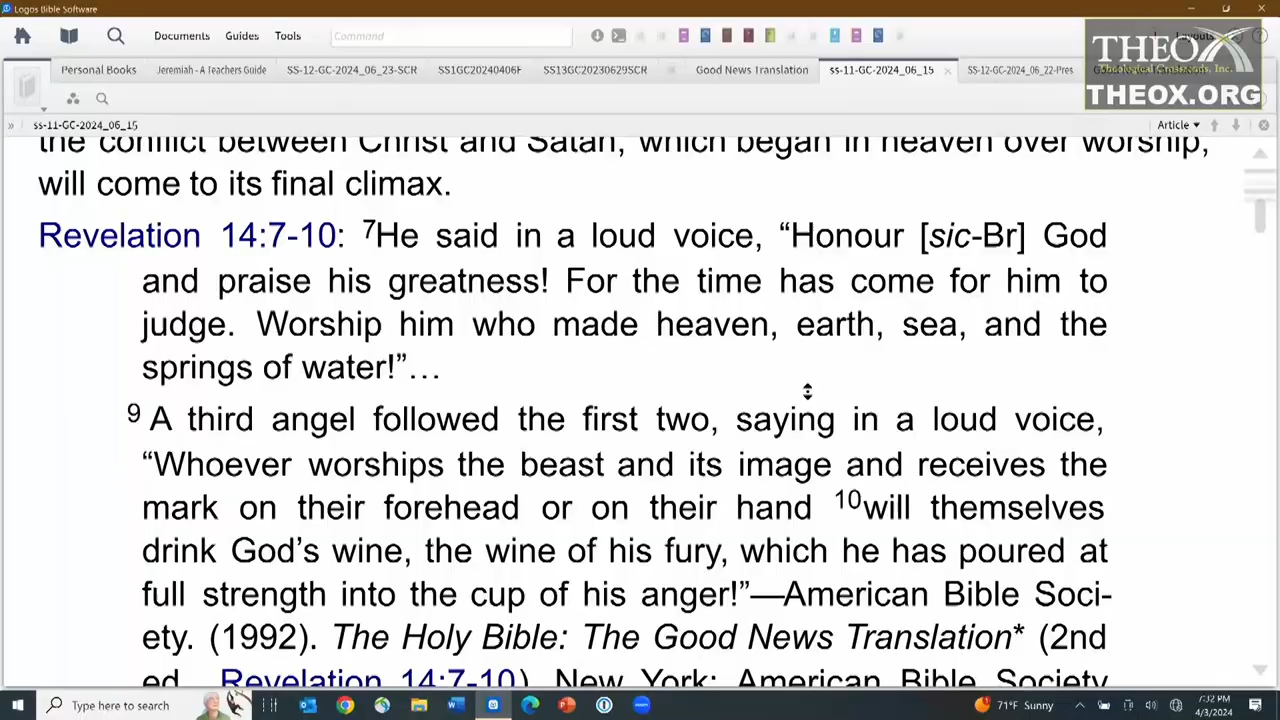 Logos Bible Software
Documents Guides Tools Command
THEOX
Theological Crossroads, Inc.
THEOX.ORG
Personal Books Jeremiah - A Teachers Guide SS-12-GC-2024_06_23-SCR SS13GC20230629SCR Good News Translation ss-11-GC-2024_06_15 SS-12-GC-2024_06_22-Pres
ss-11-GC-2024_06_15 Article
the conflict between Christ and Satan, which began in heaven over worship,
will come to its final climax.
Revelation 14:7-10: 7He said in a loud voice, “Honour [sic-Br] God
and praise his greatness! For the time has come for him to
judge. Worship him who made heaven, earth, sea, and the
springs of water!”…
9 A third angel followed the first two, saying in a loud voice,
“Whoever worships the beast and its image and receives the
mark on their forehead or on their hand 10will themselves
drink God’s wine, the wine of his fury, which he has poured at
full strength into the cup of his anger!”—American Bible Soci-
ety. (1992). The Holy Bible: The Good News Translation* (2nd
ed., Revelation 14:7-10). New York: American Bible Society
Type here to search 71°F Sunny 7:32 PM
4/3/2024